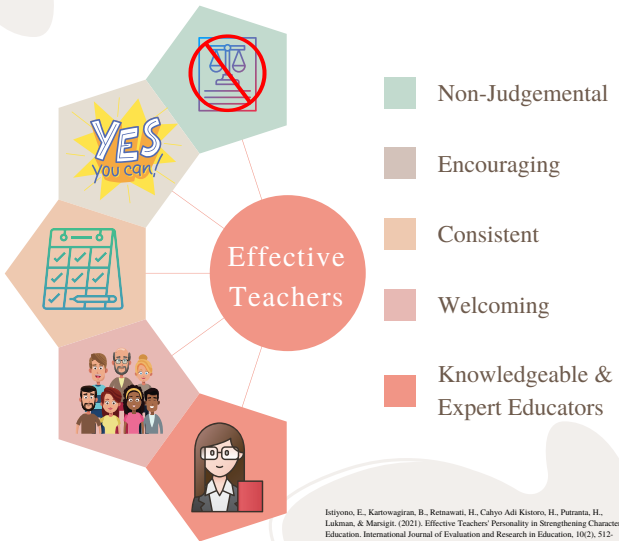 YES
you can!
Effective
Teachers
Non-Judgemental
Encouraging
Consistent
Welcoming
Knowledgeable &
Expert Educators
Istiyono, E., Kartowagiran, B., Retnawati, H., Cahyo Adi Kistoro, H., Putranta, H.,
Lukman, & Marsigit. (2021). Effective Teachers' Personality in Strengthening Character
Education. International Journal of Evaluation and Research in Education, 10(2), 512-